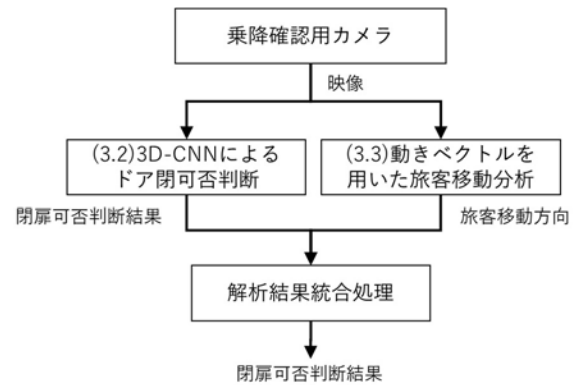 乗降確認用カメラ
映像
(3.2)3D-CNNによる
ドア閉可否判断
(3.3)動きベクトルを
用いた旅客移動分析
閉扉可否判断結果
旅客移動方向
解析結果統合処理
閉扉可否判断結果